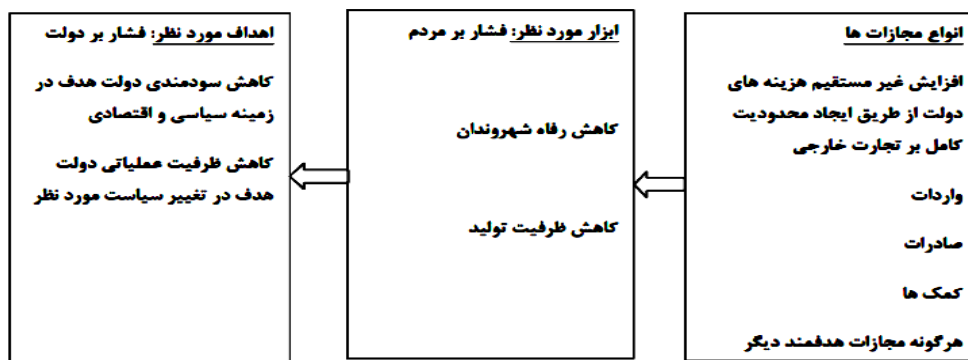 انواع مجازات ها
افزایش غیر مستقیم هزینه های
دولت از طریق ایجاد محدودیت
کامل بر تجارت خارجی
واردات
صادرات
کمک ها
هرگونه مجازات هدفمند دیگر
ابزار مورد نظر: فشار بر مردم
کاهش رفاه شهروندان
کاهش ظرفیت تولید
اهداف مورد نظر: فشار بر دولت
کاهش سودمندی دولت هدف در
زمینه سیاسی و اقتصادی
کاهش ظرفیت عملیاتی دولت
هدف در تغییر سیاست مورد نظر